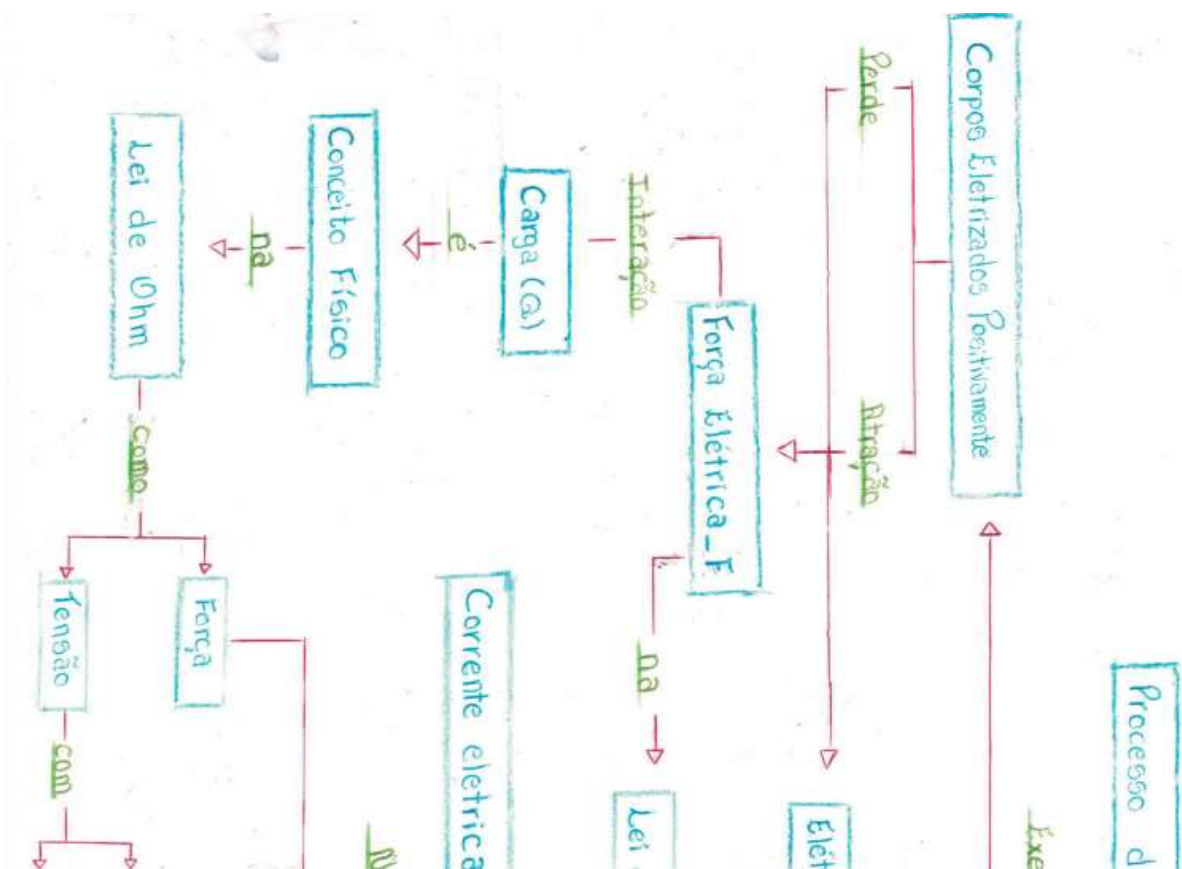 Processo d
Exe
Corpos Eletrizados Positivamente
Perde
Atração
Elét
Força Elétrica_F
Interação
na
Lei
Carga (Q)
é
Corrente eletrica
Conceito Físico
na
Força
Lei de Ohm
como
Tensão
com